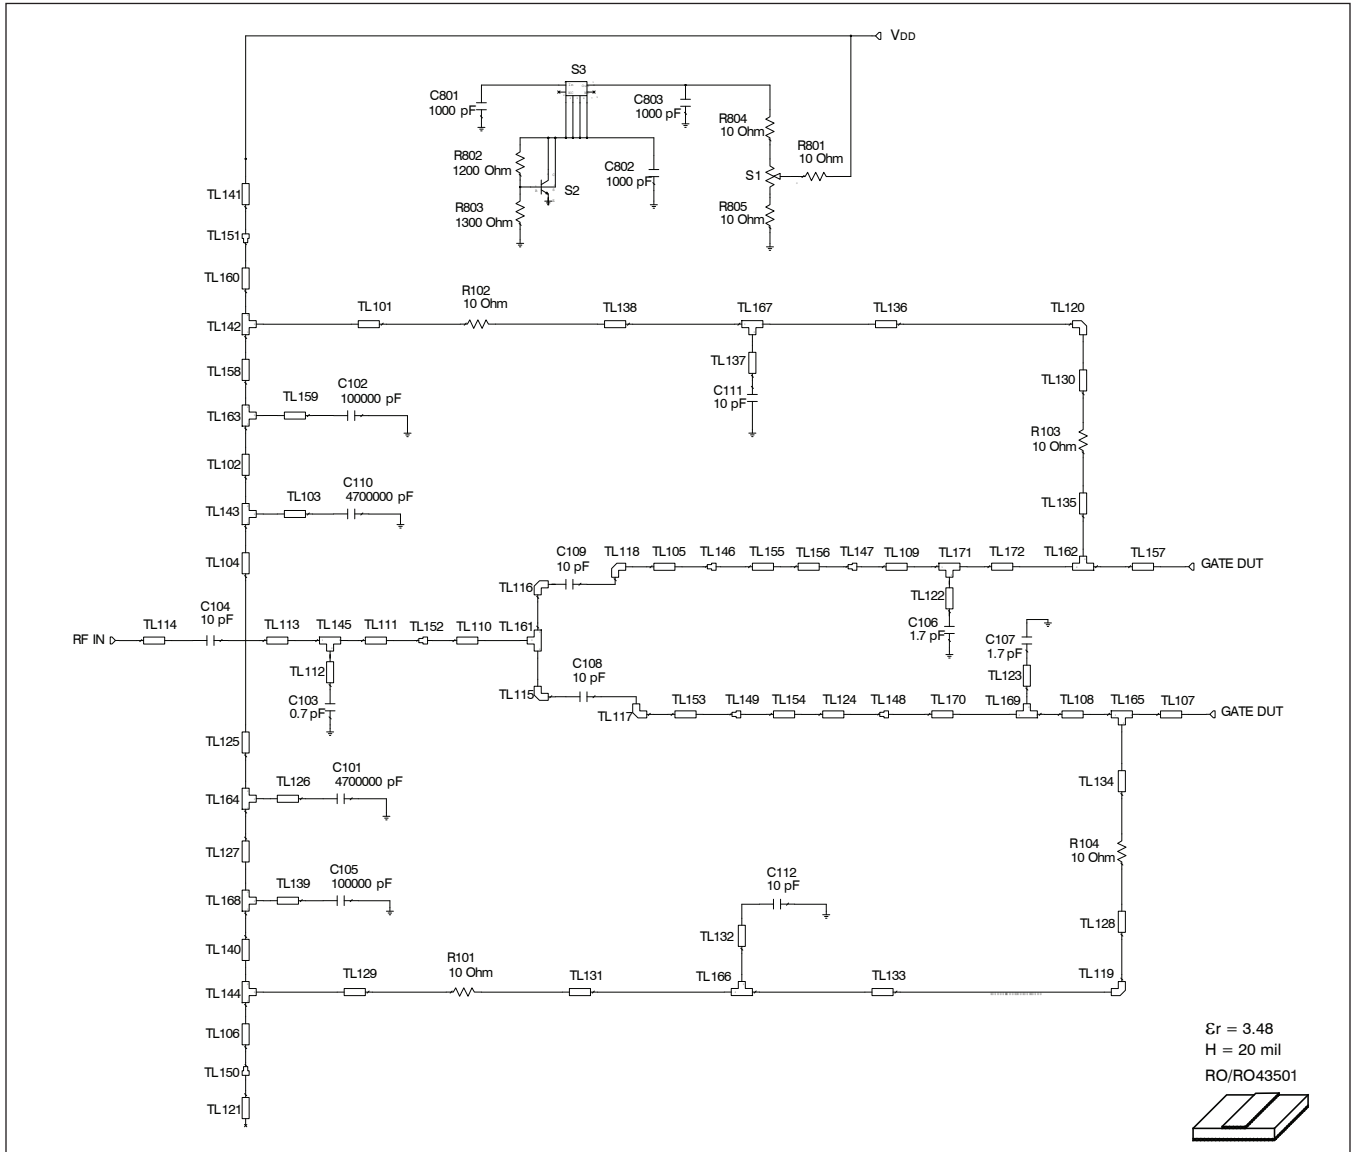 VDD
S3
C801
1000 pF
C803
1000 pF
R804
10 Ohm
R801
10 Ohm
R802
1200 Ohm
C802
1000 pF
S1
S2
R803
1300 Ohm
R805
10 Ohm
TL141
TL151
TL160
TL142
TL101
R102
10 Ohm
TL138
TL167
TL136
TL120
TL137
C111
10 pF
TL130
TL158
TL159
C102
100000 pF
TL163
R103
10 Ohm
TL102
TL103
C110
4700000 pF
TL143
TL135
TL104
C109
10 pF
TL118
TL105
TL146
TL155
TL156
TL147
TL109
TL171
TL172
TL162
TL157
GATE DUT
TL116
TL122
C106
1.7 pF
RF IN
TL114
C104
10 pF
TL113
TL145
TL111
TL152
TL110
TL161
C107
1.7 pF
TL112
C103
0.7 pF
TL123
TL115
C108
10 pF
TL117
TL153
TL149
TL154
TL124
TL148
TL170
TL169
TL108
TL165
TL107
GATE DUT
TL125
TL126
C101
4700000 pF
TL164
TL134
TL127
R104
10 Ohm
TL139
C105
100000 pF
TL168
C112
10 pF
TL132
TL128
TL140
TL129
R101
10 Ohm
TL131
TL166
TL133
TL119
TL144
TL106
TL150
TL121
Ɛr = 3.48
H = 20 mil
RO/RO43501